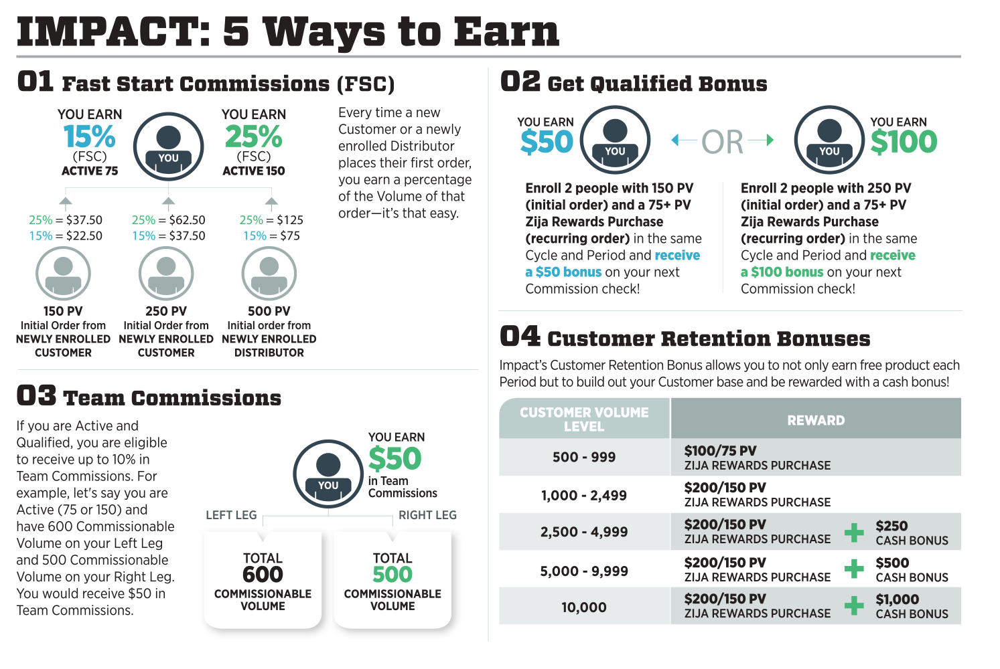 IMPACT: 5 Ways to Earn
01 Fast Start Commissions (FSC)
YOU EARN
15%
(FSC)
ACTIVE 75
YOU
YOU EARN
25%
(FSC)
ACTIVE 150
Every time a new
Customer or a newly
enrolled Distributor
places their first order,
you earn a percentage
of the Volume of that
order—it's that easy.
25% = $37.50
15% = $22.50
150 PV
Initial Order from
NEWLY ENROLLED
CUSTOMER
25% = $62.50
15% = $37.50
250 PV
Initial Order from
NEWLY ENROLLED
CUSTOMER
25% = $125
15% = $75
500 PV
Initial order from
NEWLY ENROLLED
DISTRIBUTOR
02 Get Qualified Bonus
YOU EARN
$50
YOU
OR
YOU
YOU EARN
$100
Enroll 2 people with 150 PV
(initial order) and a 75+ PV
Zija Rewards Purchase
(recurring order) in the same
Cycle and Period and receive
a $50 bonus on your next
Commission check!
Enroll 2 people with 250 PV
(initial order) and a 75+ PV
Zija Rewards Purchase
(recurring order) in the same
Cycle and Period and receive
a $100 bonus on your next
Commission check!
03 Team Commissions
If you are Active and
Qualified, you are eligible
to receive up to 10% in
Team Commissions. For
example, let's say you are
Active (75 or 150) and
have 600 Commissionable
Volume on your Left Leg
and 500 Commissionable
Volume on your Right Leg.
You would receive $50 in
Team Commissions.
YOU
YOU EARN
$50
in Team
Commissions
LEFT LEG
RIGHT LEG
TOTAL
600
COMMISSIONABLE
VOLUME
TOTAL
500
COMMISSIONABLE
VOLUME
04 Customer Retention Bonuses
Impact's Customer Retention Bonus allows you to not only earn free product each
Period but to build out your Customer base and be rewarded with a cash bonus!
CUSTOMER VOLUME
LEVEL
REWARD
500 - 999
$100/75 PV
ZIJA REWARDS PURCHASE
1,000 - 2,499
$200/150 PV
ZIJA REWARDS PURCHASE
2,500 - 4,999
$200/150 PV
ZIJA REWARDS PURCHASE
+
$250
CASH BONUS
5,000 - 9,999
$200/150 PV
ZIJA REWARDS PURCHASE
+
$500
CASH BONUS
10,000
$200/150 PV
ZIJA REWARDS PURCHASE
+
$1,000
CASH BONUS